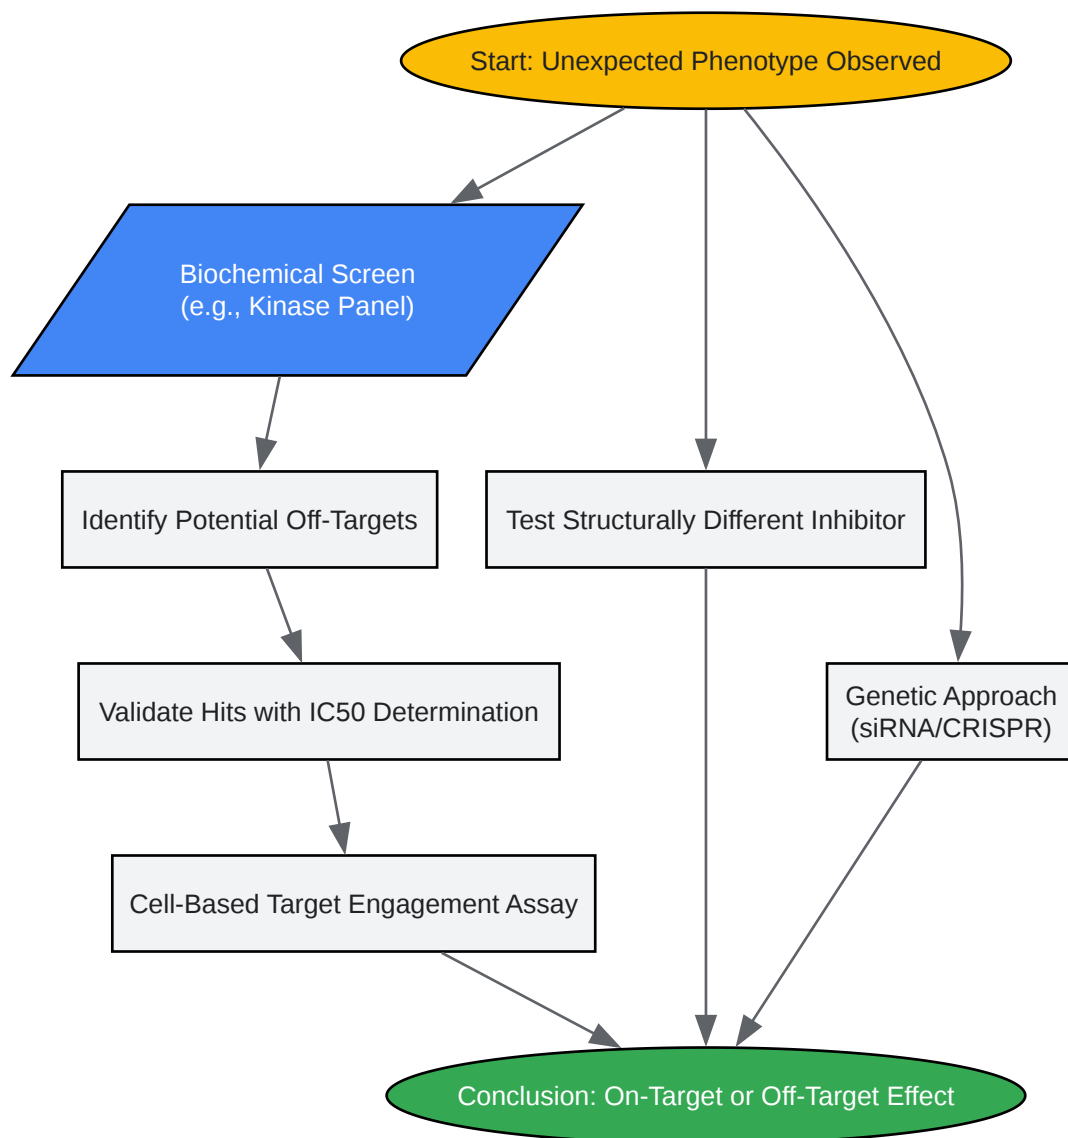 Start: Unexpected Phenotype Observed
Biochemical Screen
(e.g., Kinase Panel)
Identify Potential Off-Targets
Test Structurally Different Inhibitor
Validate Hits with IC50 Determination
Genetic Approach
(siRNA/CRISPR)
Cell-Based Target Engagement Assay
Conclusion: On-Target or Off-Target Effect